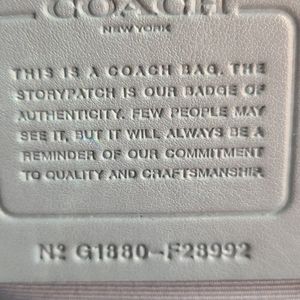 COACH
NEW YORK
THIS IS A COACH BAG. THE
STORYPATCH IS OUR BADGE OF
AUTHENTICITY. FEW PEOPLE MAY
SEE IT, BUT IT WILL ALWAYS BE A
REMINDER OF OUR COMMITMENT
TO QUALITY AND CRAFTSMANSHIP
Nº G1880-F28992